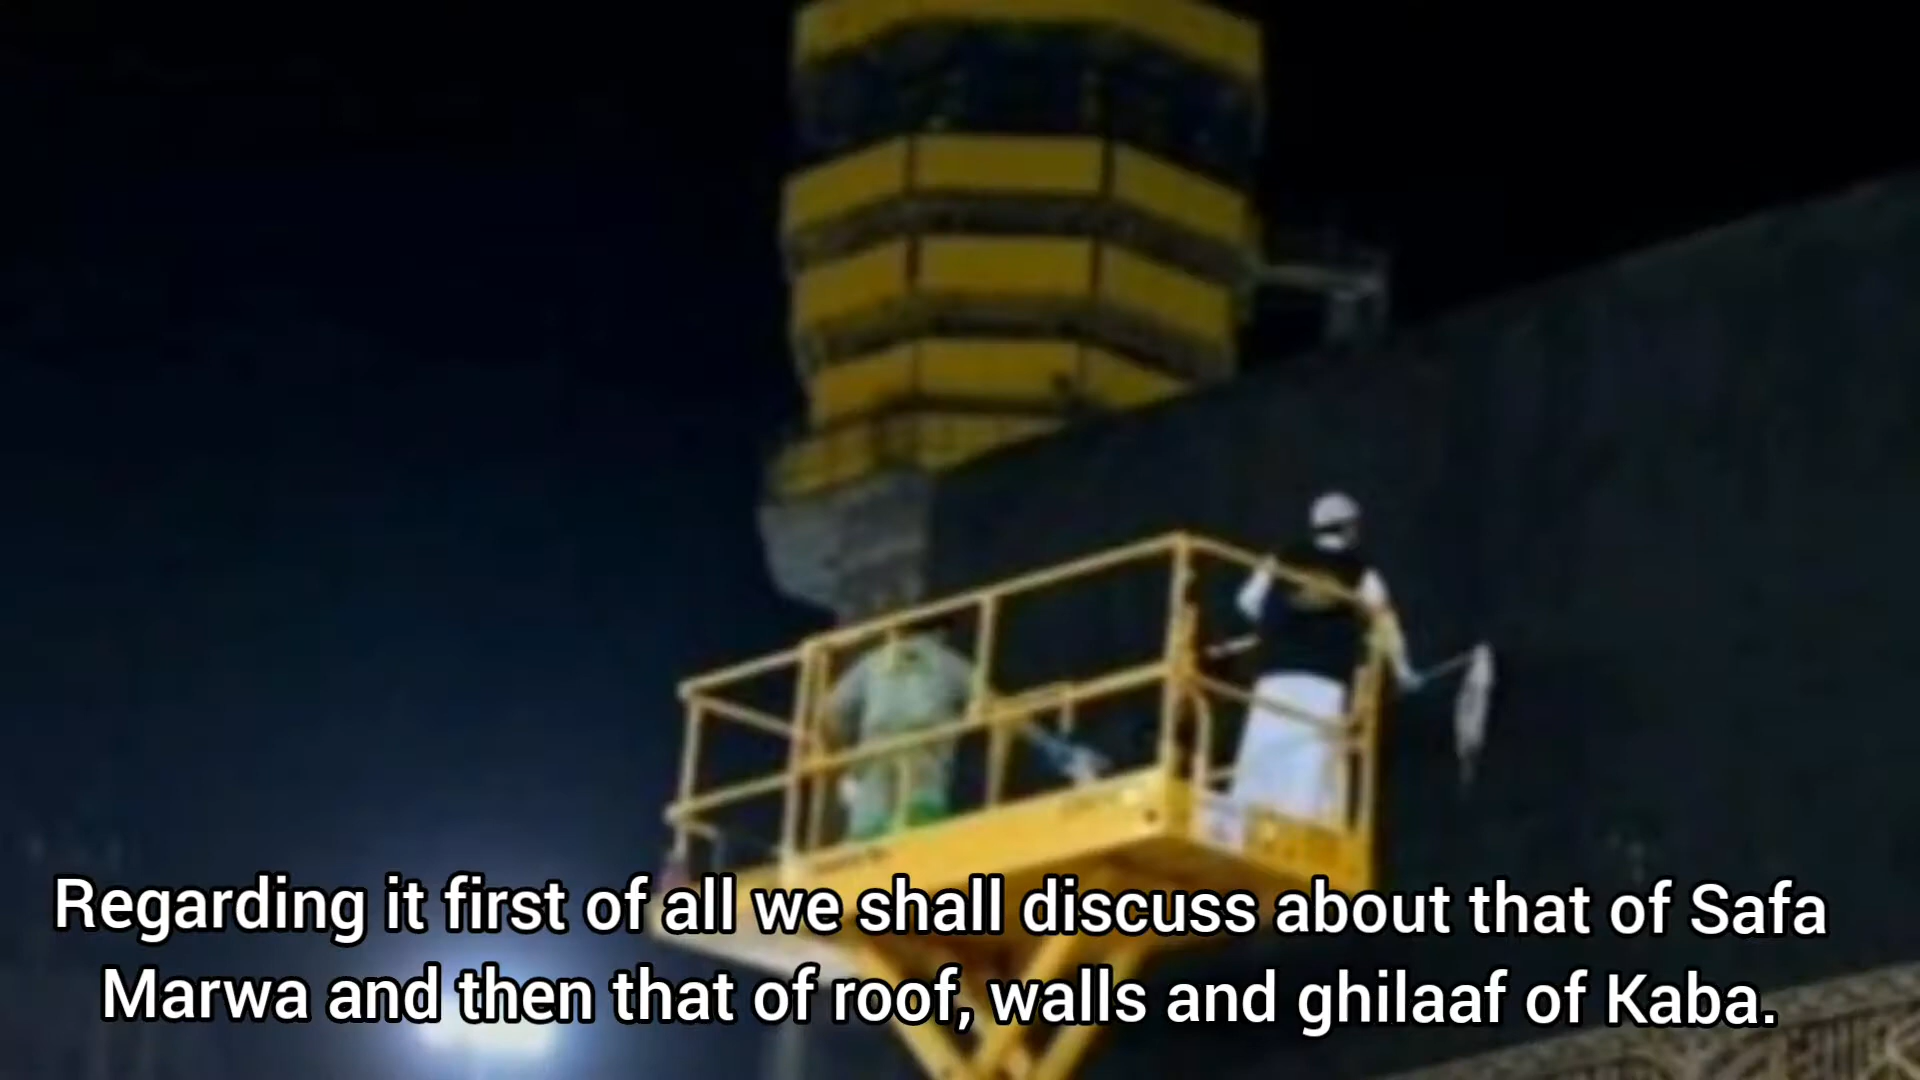 Regarding it first of all we shall discuss about that of Safa
Marwa and then that of roof, walls and ghilaaf of Kaba.